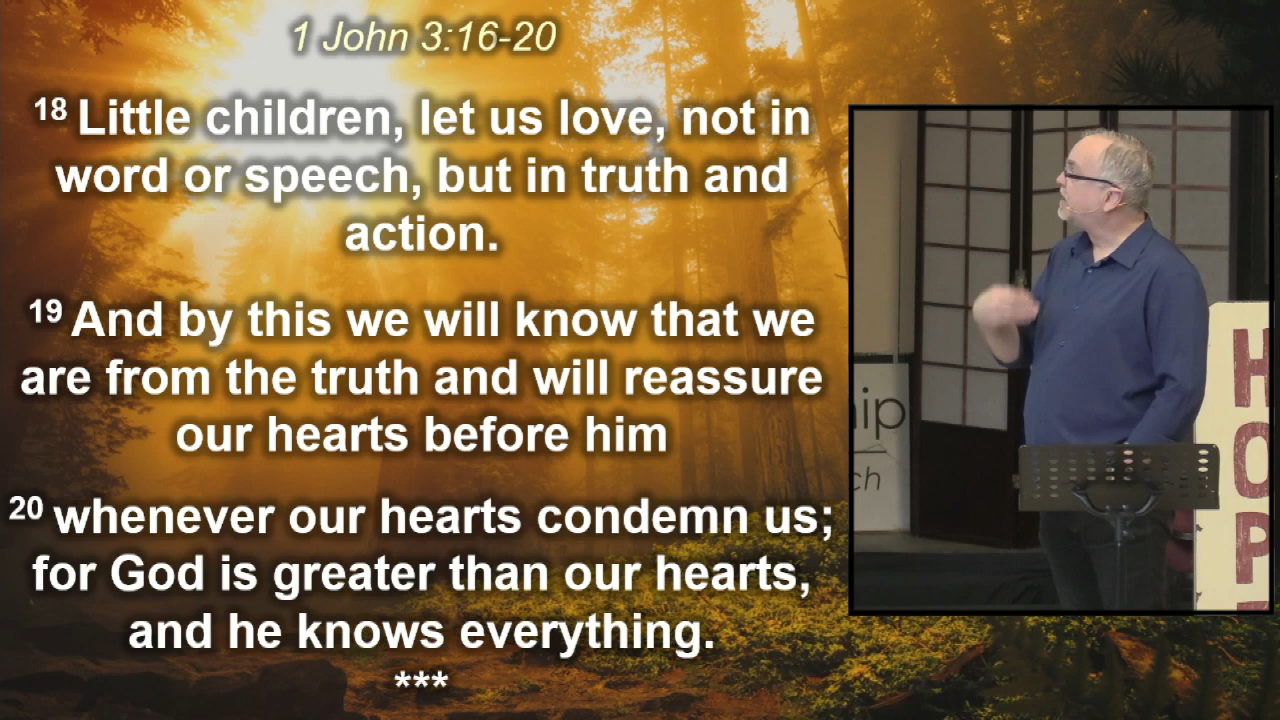 1 John 3:16-20
18 Little children, let us love, not in
word or speech, but in truth and
action.
19 And by this we will know that we
are from the truth and will reassure
our hearts before him
20 whenever our hearts condemn us;
for God is greater than our hearts,
and he knows everything.
***
hip
ch
H
O
P